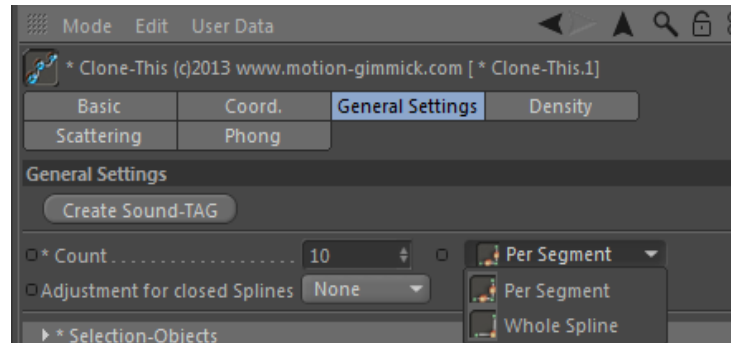 Mode Edit User Data
* Clone-This (c)2013 www.motion-gimmick.com [ * Clone-This.1]
Basic Coord. General Settings Density
Scattering Phong
General Settings
Create Sound-TAG
* Count . . . . . . . . . . . . . . . . . . . . 10 Per Segment
Adjustment for closed Splines None Per Segment
Whole Spline
* Selection-Objects